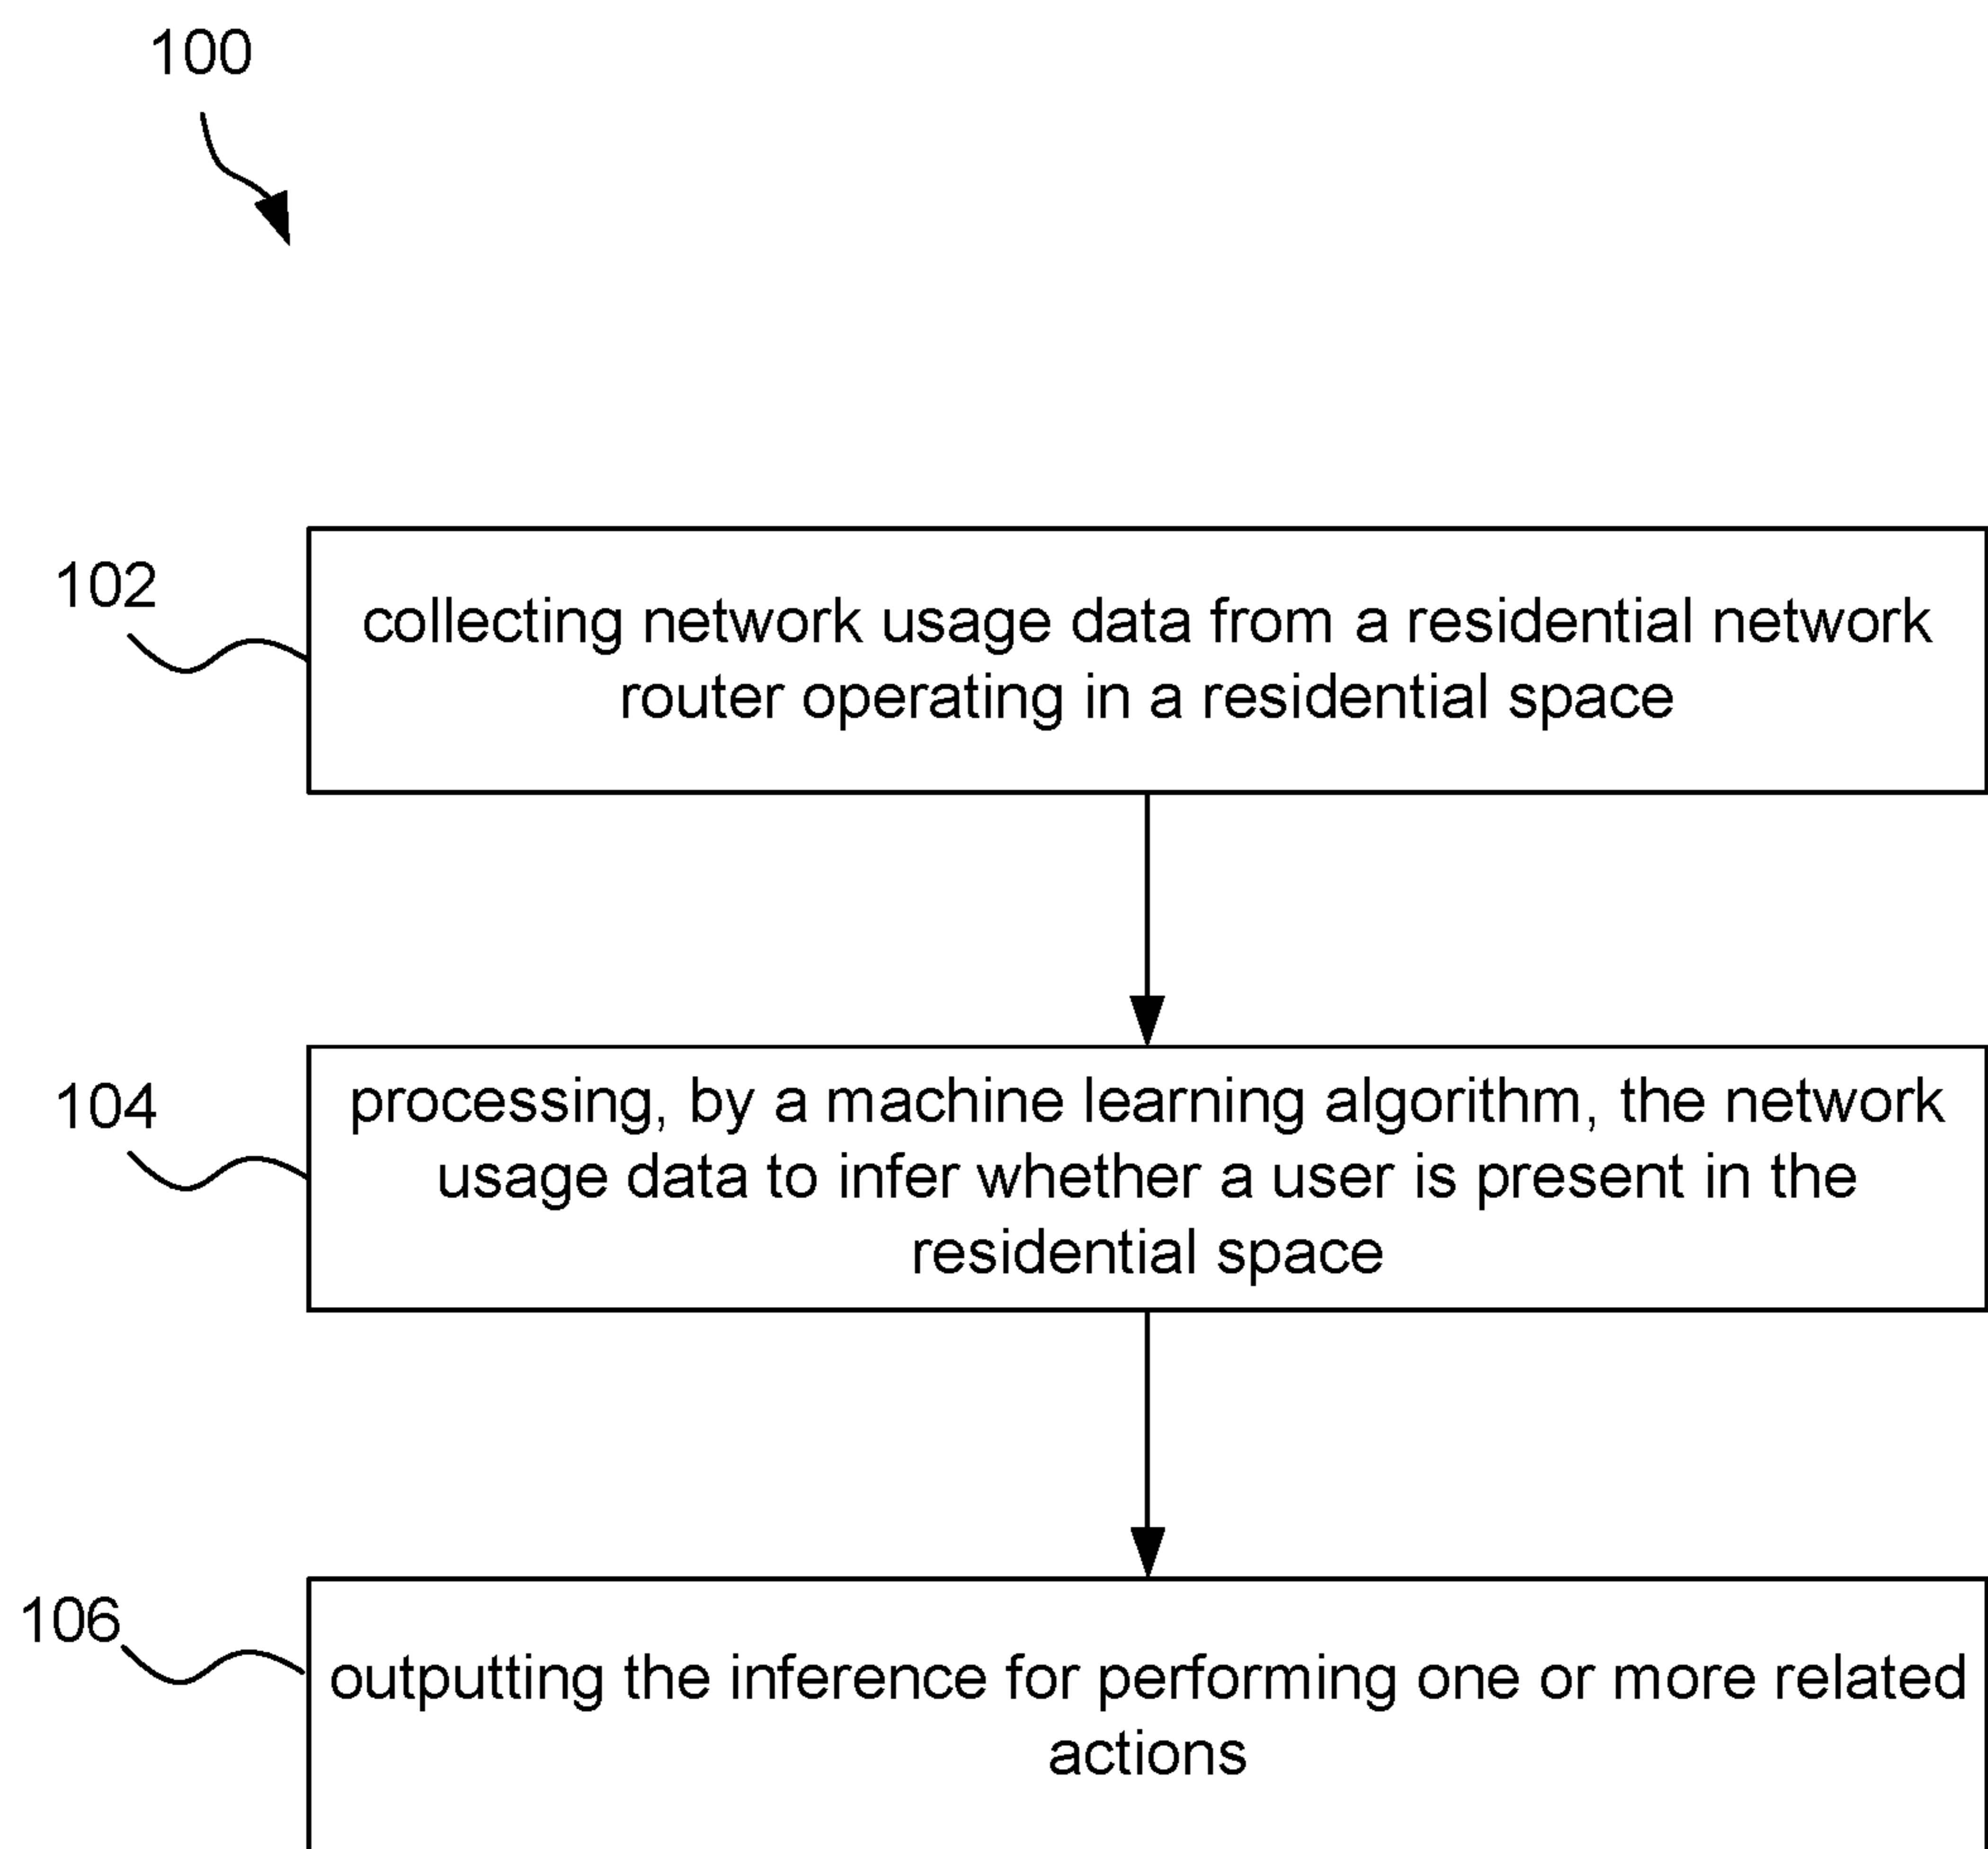 100
102
collecting network usage data from a residential network
router operating in a residential space
104
processing, by a machine learning algorithm, the network
usage data to infer whether a user is present in the
residential space
106
outputting the inference for performing one or more related
actions